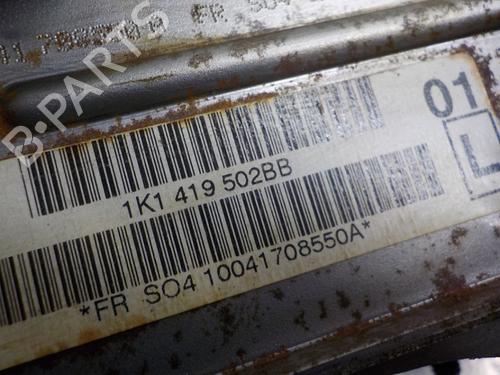 B·PARTS
01
L
1K1 419 502BB
*FR SO4 10041708550A*